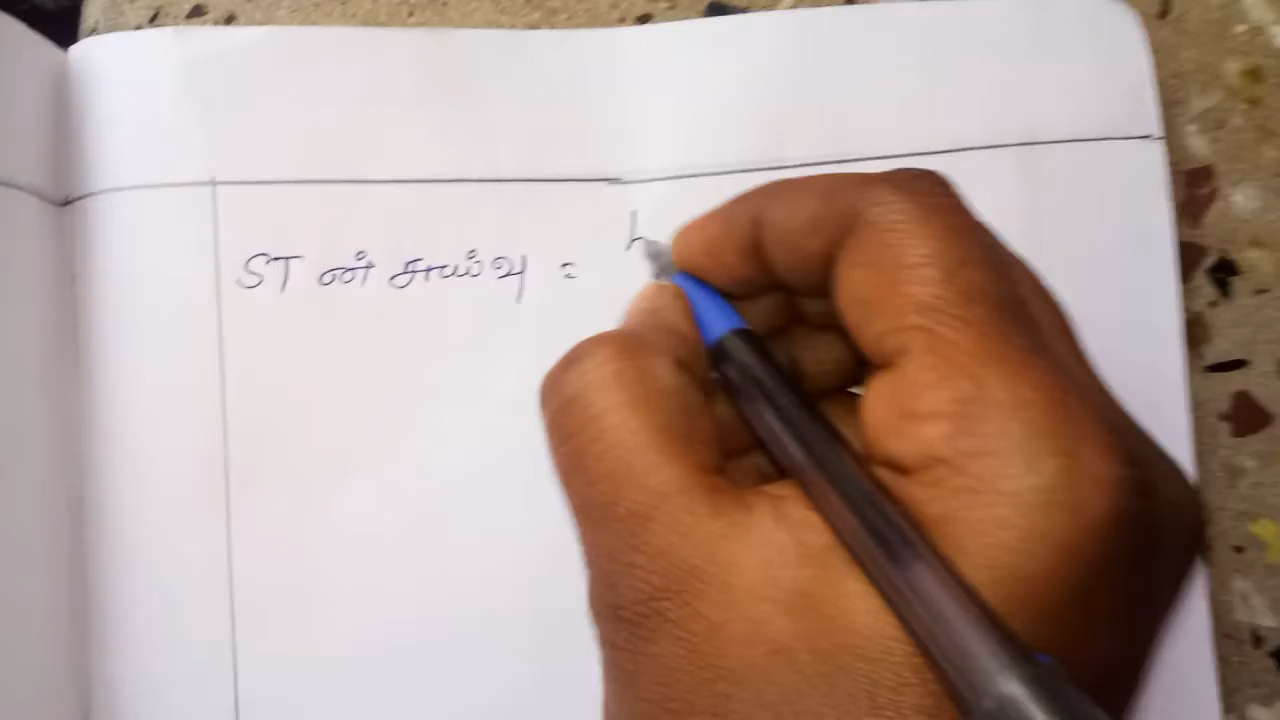 ST ன் சாய்வு =